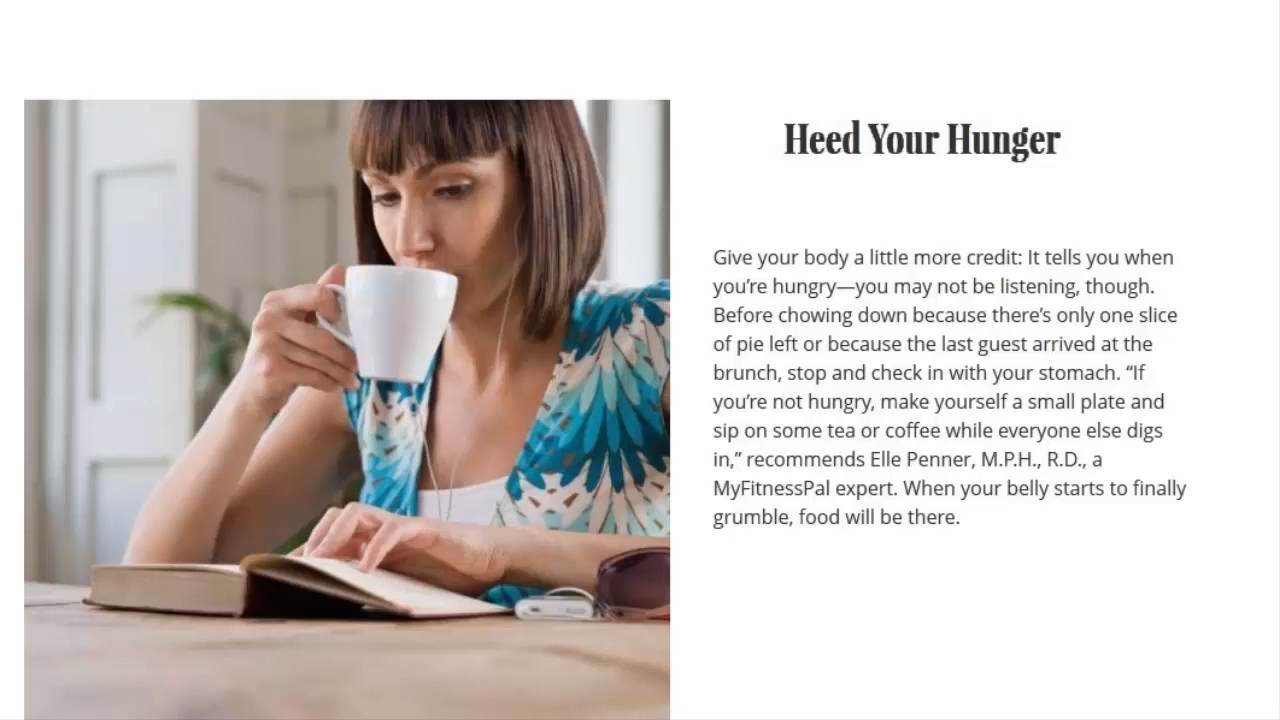 Heed Your Hunger
Give your body a little more credit: It tells you when
you’re hungry—you may not be listening, though.
Before chowing down because there’s only one slice
of pie left or because the last guest arrived at the
brunch, stop and check in with your stomach. “If
you’re not hungry, make yourself a small plate and
sip on some tea or coffee while everyone else digs
in,” recommends Elle Penner, M.P.H., R.D., a
MyFitnessPal expert. When your belly starts to finally
grumble, food will be there.